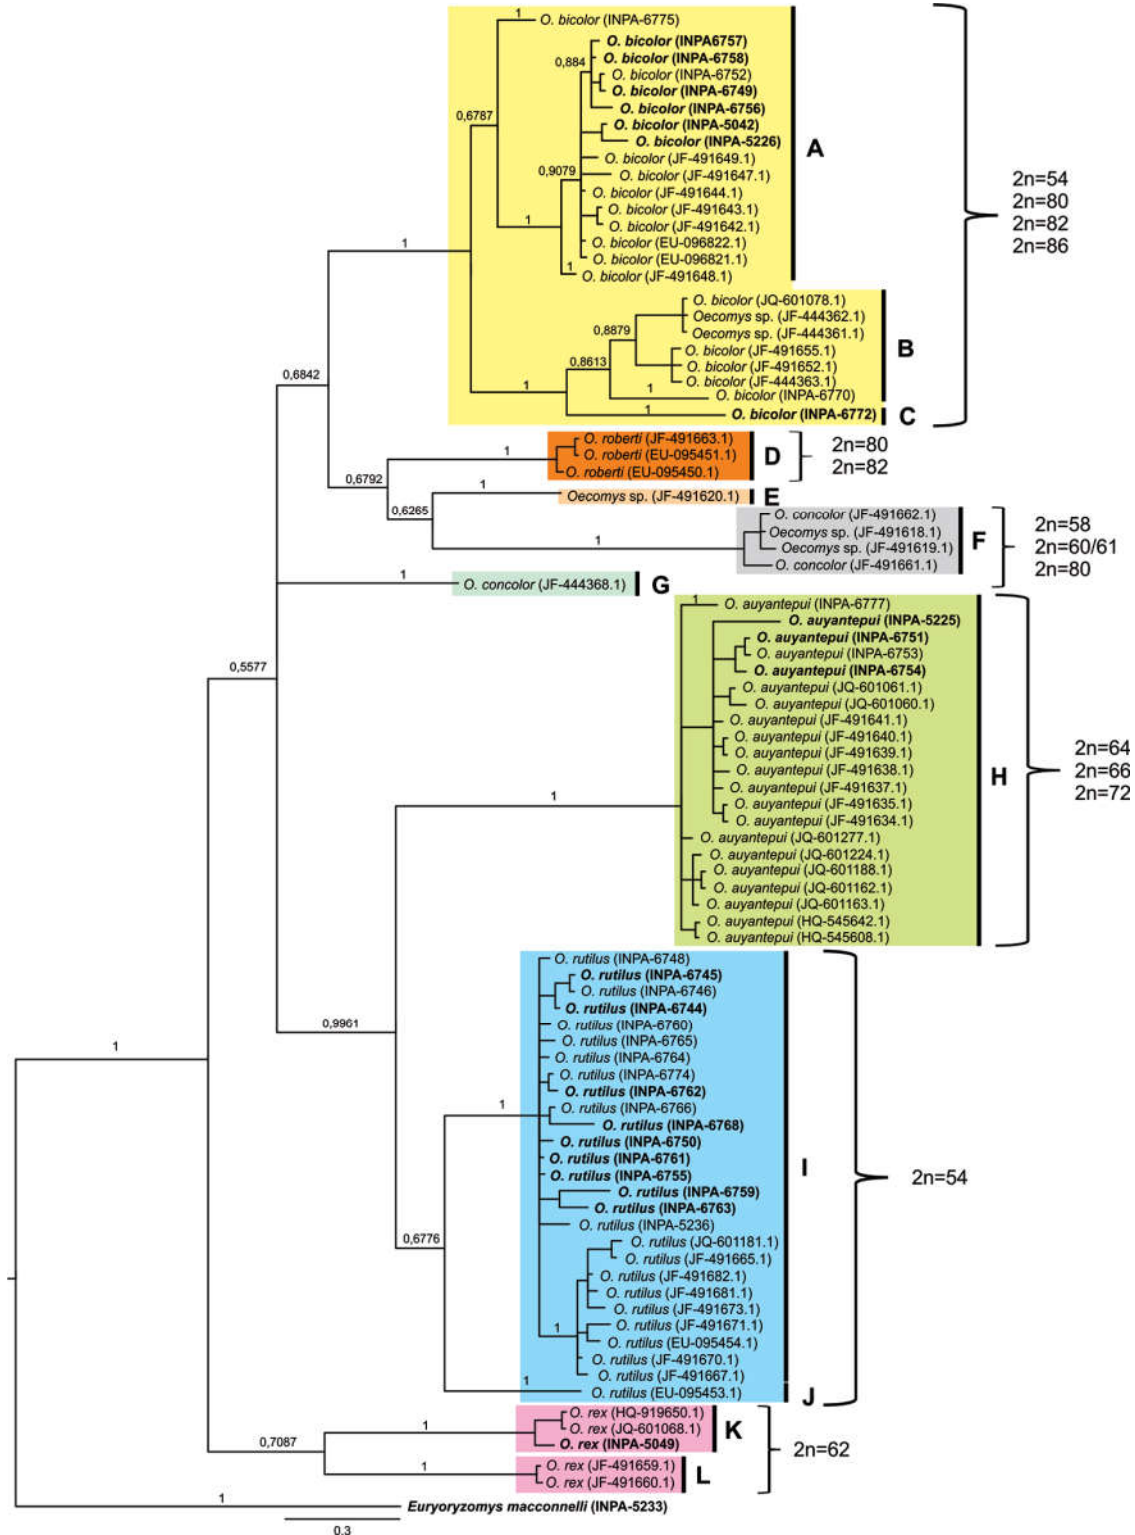 1
O. bicolor (INPA-6775)
O. bicolor (INPA6757)
0,884
O. bicolor (INPA-6758)
O. bicolor (INPA-6752)
O. bicolor (INPA-6749)
O. bicolor (INPA-6756)
0,6787
O. bicolor (INPA-5042)
O. bicolor (INPA-5226)
A
O. bicolor (JF-491649.1)
0,9079
O. bicolor (JF-491647.1)
2n=54
O. bicolor (JF-491644.1)
2n=80
O. bicolor (JF-491643.1)
1
O. bicolor (JF-491642.1)
2n=82
1
O. bicolor (EU-096822.1)
2n=86
O. bicolor (EU-096821.1)
1
O. bicolor (JF-491648.1)
O. bicolor (JQ-601078.1)
Oecomys sp. (JF-444362.1)
0,8879
Oecomys sp. (JF-444361.1)
B
O. bicolor (JF-491655.1)
0,8613
O. bicolor (JF-491652.1)
0,6842
O. bicolor (JF-444363.1)
1
1
O. bicolor (INPA-6770)
1
O. bicolor (INPA-6772)
C
O. roberti (JF-491663.1)
2n=80
1
O. roberti (EU-095451.1)
D
O. roberti (EU-095450.1)
2n=82
0,6792
1
Oecomys sp. (JF-491620.1)
E
0,6265
O. concolor (JF-491662.1)
2n=58
Oecomys sp. (JF-491618.1)
F
1
Oecomys sp. (JF-491619.1)
2n=60/61
O. concolor (JF-491661.1)
2n=80
1
O. concolor (JF-444368.1)
G
1
O. auyantepui (INPA-6777)
O. auyantepui (INPA-5225)
O. auyantepui (INPA-6751)
O. auyantepui (INPA-6753)
0,5577
O. auyantepui (INPA-6754)
O. auyantepui (JQ-601061.1)
O. auyantepui (JQ-601060.1)
O. auyantepui (JF-491641.1)
O. auyantepui (JF-491640.1)
2n=64
O. auyantepui (JF-491639.1)
O. auyantepui (JF-491638.1)
2n=66
H
O. auyantepui (JF-491637.1)
2n=72
1
O. auyantepui (JF-491635.1)
O. auyantepui (JF-491634.1)
O. auyantepui (JQ-601277.1)
O. auyantepui (JQ-601224.1)
O. auyantepui (JQ-601188.1)
O. auyantepui (JQ-601162.1)
O. auyantepui (JQ-601163.1)
O. auyantepui (HQ-545642.1)
O. auyantepui (HQ-545608.1)
O. rutilus (INPA-6748)
O. rutilus (INPA-6745)
O. rutilus (INPA-6746)
O. rutilus (INPA-6744)
0,9961
O. rutilus (INPA-6760)
O. rutilus (INPA-6765)
1
O. rutilus (INPA-6764)
O. rutilus (INPA-6774)
O. rutilus (INPA-6762)
1
O. rutilus (INPA-6766)
O. rutilus (INPA-6768)
O. rutilus (INPA-6750)
O. rutilus (INPA-6761)
I
O. rutilus (INPA-6755)
2n=54
O. rutilus (INPA-6759)
O. rutilus (INPA-6763)
O. rutilus (INPA-5236)
0,6776
O. rutilus (JQ-601181.1)
O. rutilus (JF-491665.1)
O. rutilus (JF-491682.1)
O. rutilus (JF-491681.1)
O. rutilus (JF-491673.1)
1
O. rutilus (JF-491671.1)
O. rutilus (EU-095454.1)
O. rutilus (JF-491670.1)
O. rutilus (JF-491667.1)
1
O. rutilus (EU-095453.1)
J
O. rex (HQ-919650.1)
1
O. rex (JQ-601068.1)
K
0,7087
O. rex (INPA-5049)
2n=62
O. rex (JF-491659.1)
1
O. rex (JF-491660.1)
L
1
Euryoryzomys macconnelli (INPA-5233)
0.3